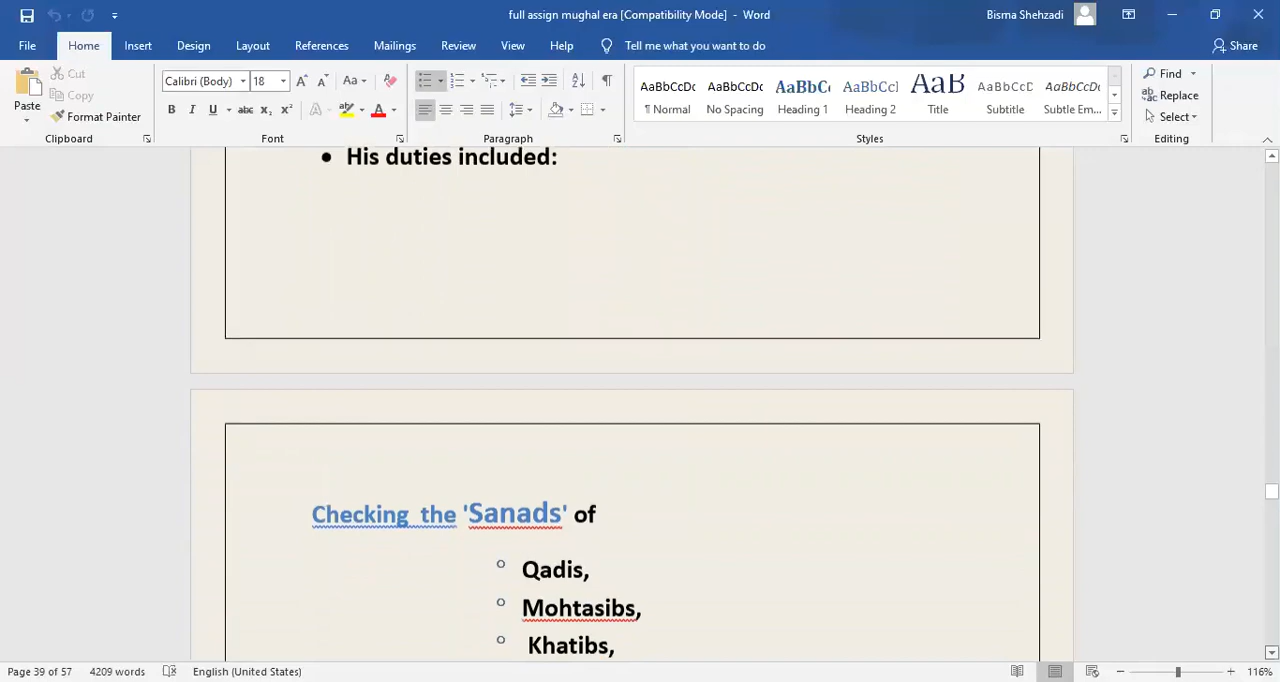 full assign mughal era [Compatibility Mode] - Word
Bisma Shehzadi
File Home Insert Design Layout References Mailings Review View Help Tell me what you want to do Share
Paste
Cut
Copy
Format Painter
Clipboard
Calibri (Body) 18
Font
Paragraph
AaBbCcDc
¶ Normal
AaBbCcDc
No Spacing
AaBbC
Heading 1
AaBbCc
Heading 2
AaB
Title
AaBbCcD
Subtitle
AaBbCcDc
Subtle Em...
Styles
Find
Replace
Select
Editing
• His duties included:
Checking the 'Sanads' of
o Qadis,
o Mohtasibs,
o Khatibs,
Page 39 of 57 4209 words English (United States) 116%